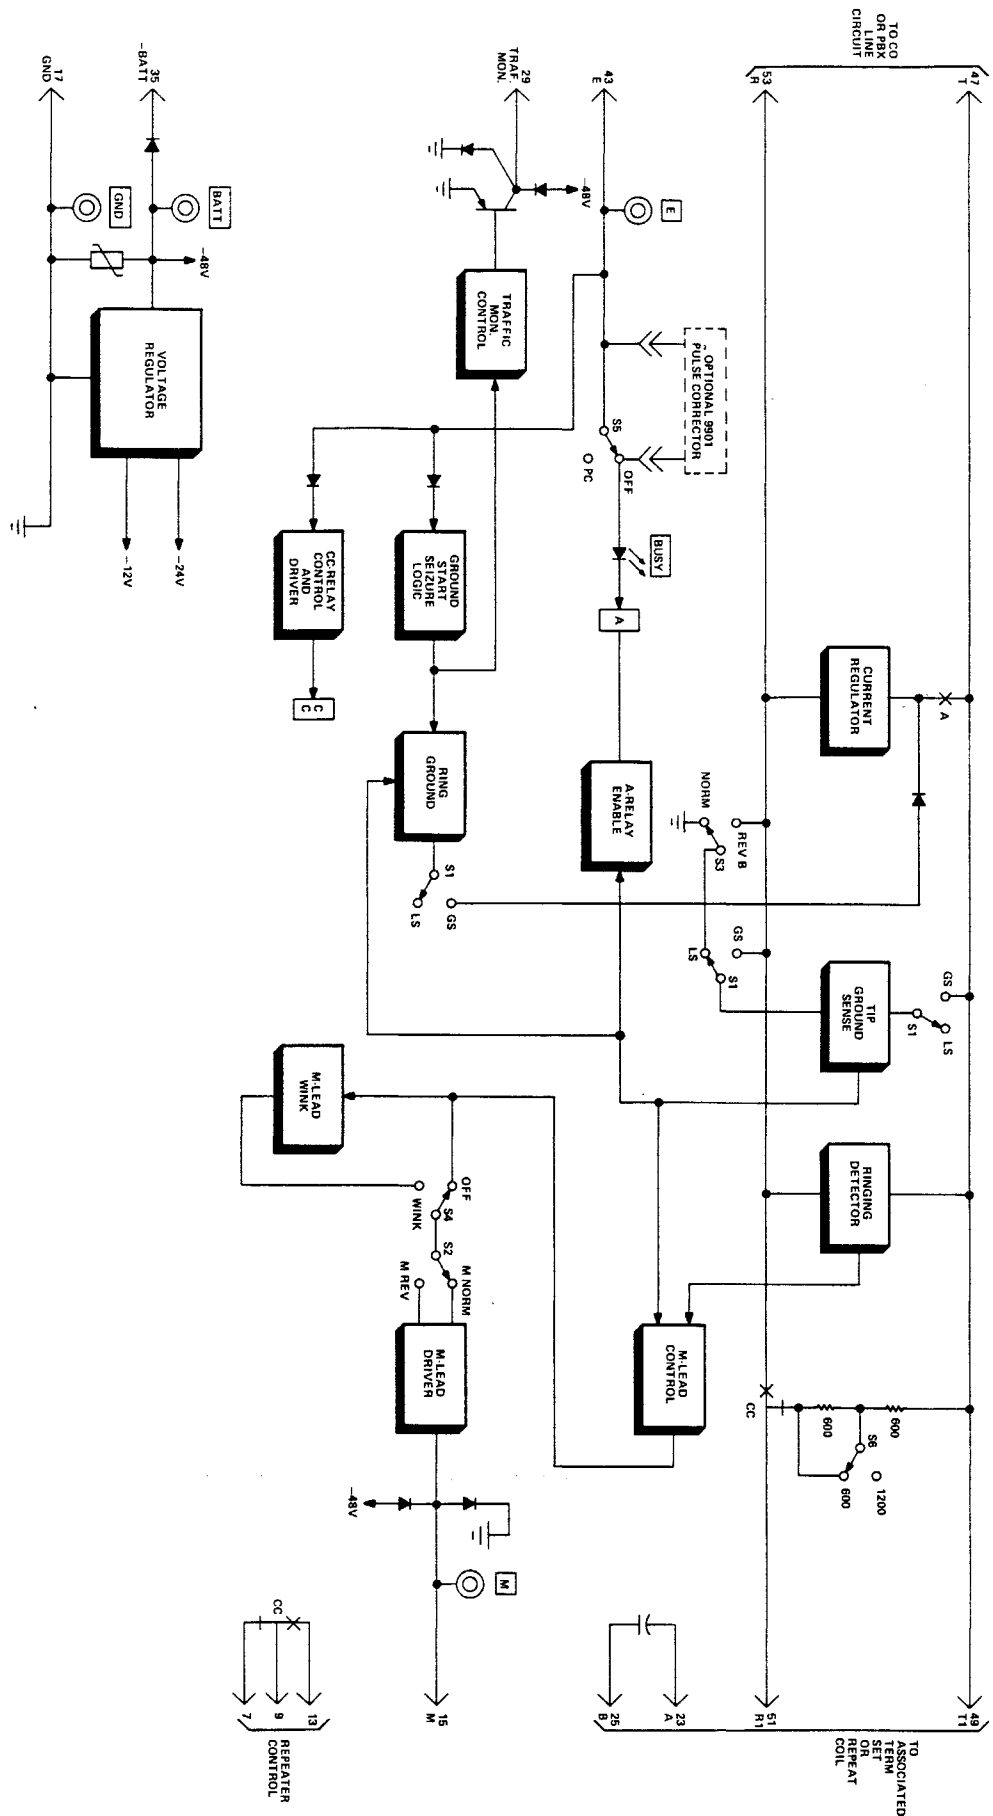 TO CO
OR PBX
LINE
CIRCUIT
47
T
53
R
43
E
29
TRAF.
MON.
35
-BATT
17
GND
E
-48V
BATT
GND
-48V
OPTIONAL 9901
PULSE CORRECTOR
TRAFFIC
MON.
CONTROL
VOLTAGE
REGULATOR
S5
OFF
PC
BUSY
A
GROUND
START
SEIZURE
LOGIC
CC-RELAY
CONTROL
AND
DRIVER
C
C
-24V
-12V
A
CURRENT
REGULATOR
NORM
REV B
S3
A-RELAY
ENABLE
RING
GROUND
S1
LS
GS
GS
LS
S1
GS
S1
LS
TIP
GROUND
SENSE
M-LEAD
WINK
RINGING
DETECTOR
OFF
WINK
S4
S2
M NORM
M REV
M-LEAD
DRIVER
M-LEAD
CONTROL
CC
600
600
S6
600
1200
-48V
M
CC
49
T1
51
R1
23
A
25
B
15
M
13
9
7
TO
ASSOCIATED
TERM
SET
OR
REPEAT
COIL
REPEATER
CONTROL